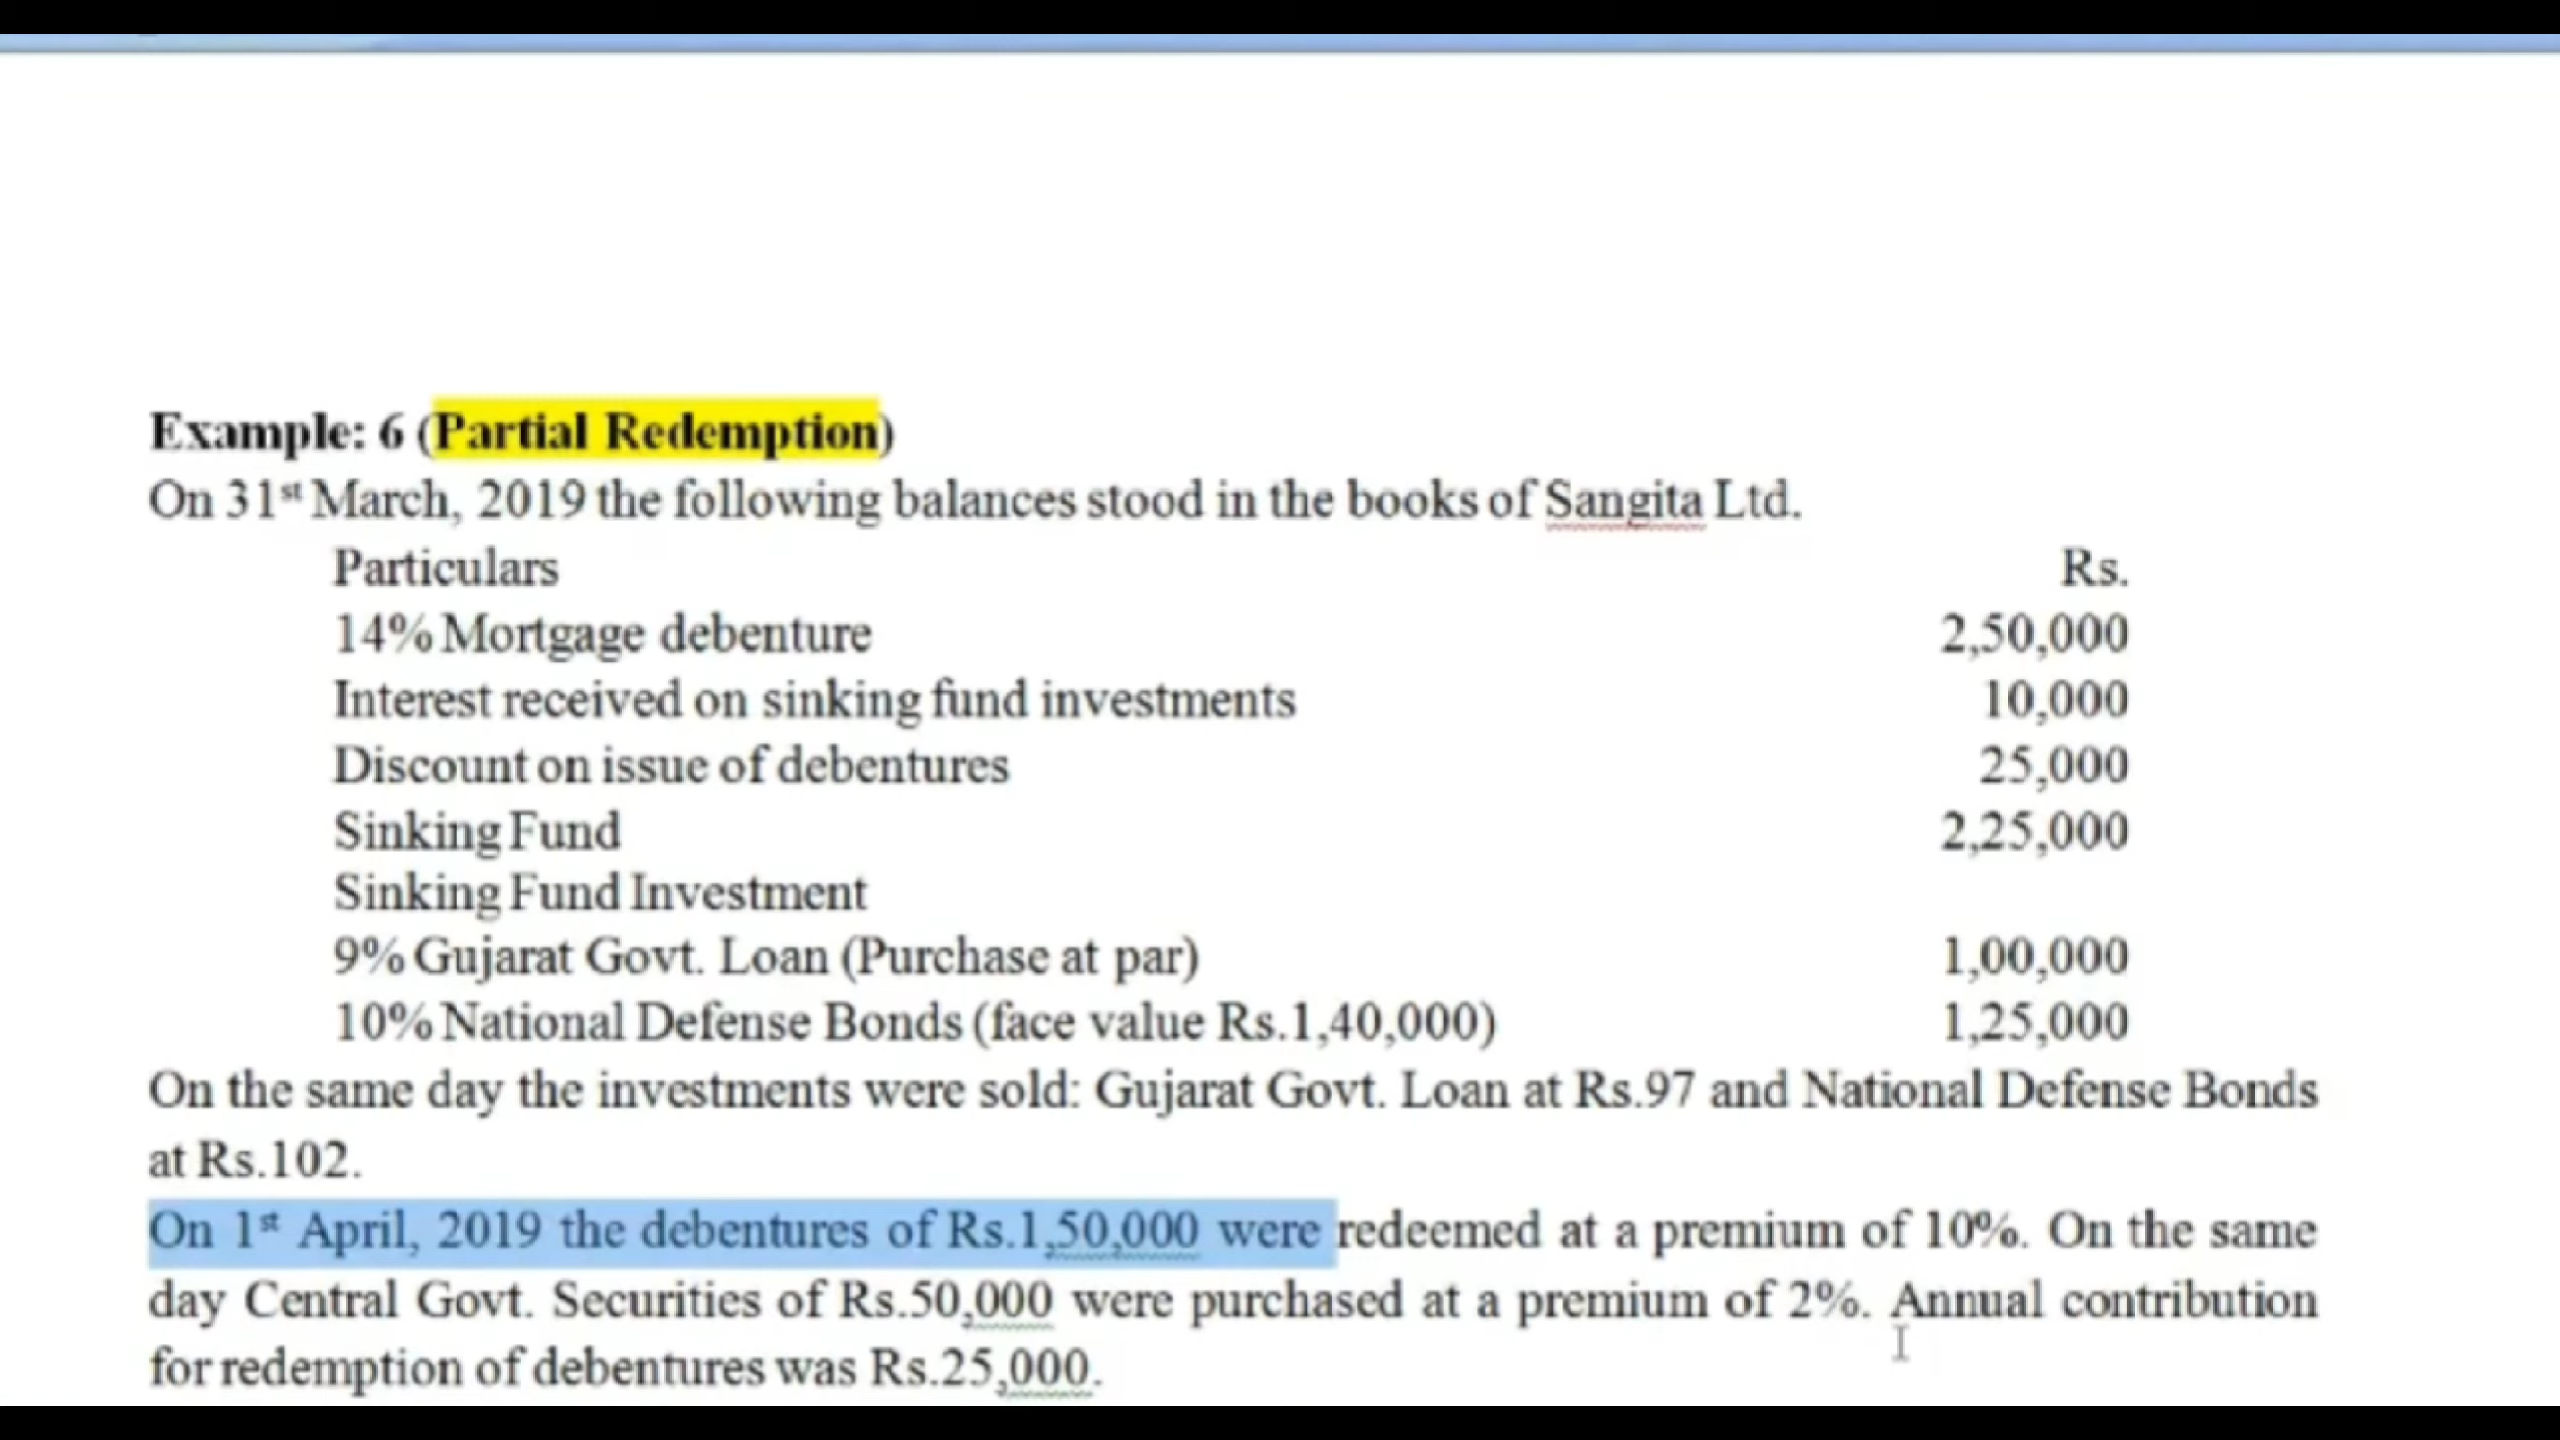 Example: 6 (Partial Redemption)
On 31st March, 2019 the following balances stood in the books of Sangita Ltd.
Particulars Rs.
14% Mortgage debenture 2,50,000
Interest received on sinking fund investments 10,000
Discount on issue of debentures 25,000
Sinking Fund 2,25,000
Sinking Fund Investment
9% Gujarat Govt. Loan (Purchase at par) 1,00,000
10% National Defense Bonds (face value Rs.1,40,000) 1,25,000
On the same day the investments were sold: Gujarat Govt. Loan at Rs.97 and National Defense Bonds
at Rs.102.
On 1st April, 2019 the debentures of Rs.1,50,000 were redeemed at a premium of 10%. On the same
day Central Govt. Securities of Rs.50,000 were purchased at a premium of 2%. Annual contribution
for redemption of debentures was Rs.25,000.